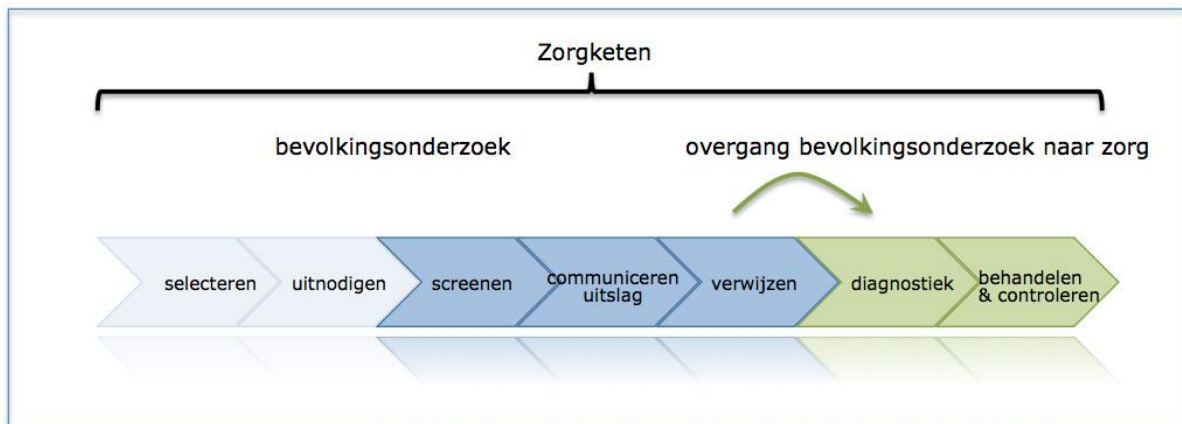 Zorgketen
bevolkingsonderzoek
overgang bevolkingsonderzoek naar zorg
selecteren
uitnodigen
screenen
communiceren
uitslag
verwijzen
diagnostiek
behandelen
& controleren